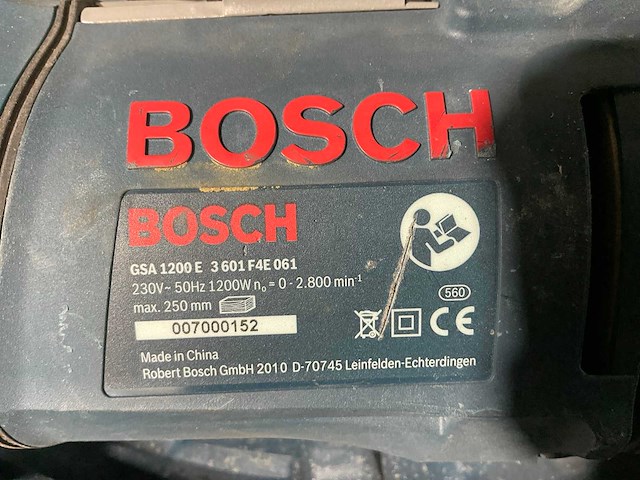 BOSCH
BOSCH
GSA 1200 E 3 601 F4E 061
230V~ 50Hz 1200W n₀ = 0 - 2.800 min⁻¹
max. 250 mm
560
007000152
CE
Made in China
Robert Bosch GmbH 2010 D-70745 Leinfelden-Echterdingen